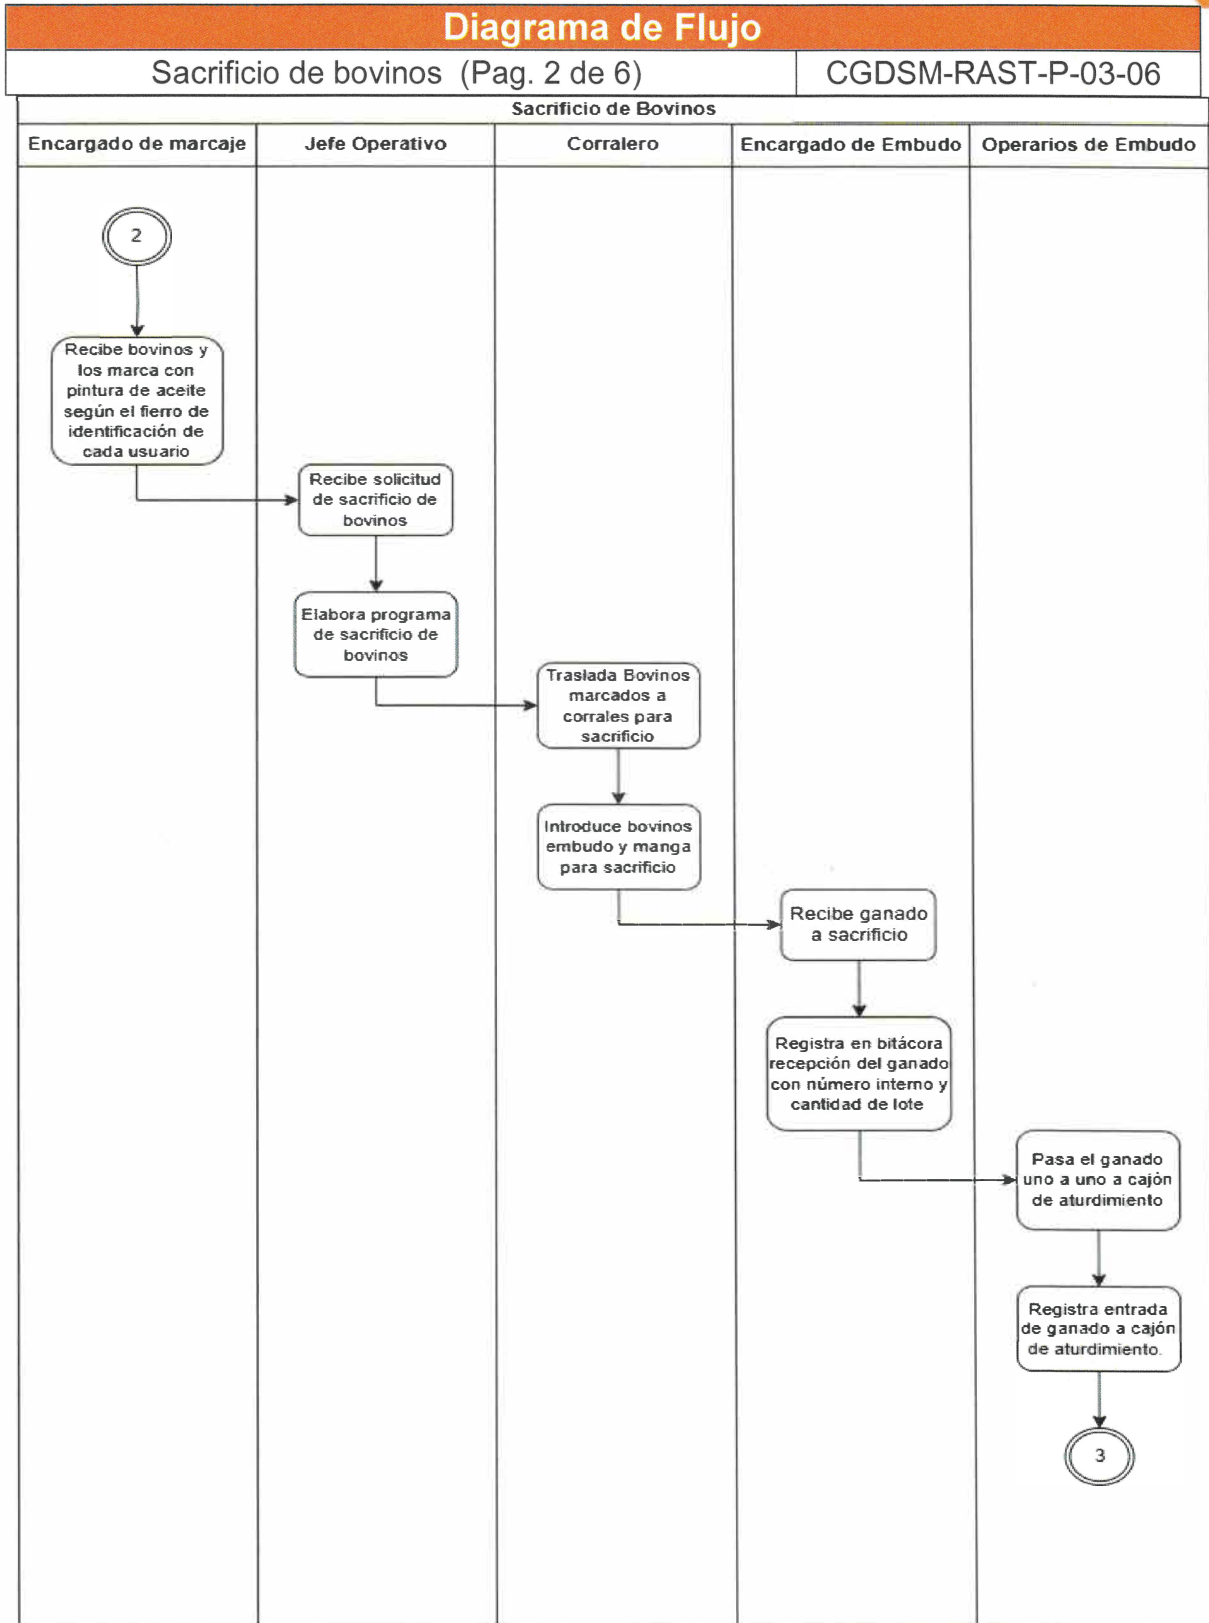 Diagrama de Flujo
Sacrificio de bovinos (Pag. 2 de 6)
CGDSM-RAST-P-03-06
Sacrificio de Bovinos
Encargado de marcaje
Jefe Operativo
Corralero
Encargado de Embudo
Operarios de Embudo
2
Recibe bovinos y
los marca con
pintura de aceite
según el fierro de
identificación de
cada usuario
Recibe solicitud
de sacrificio de
bovinos
Elabora programa
de sacrificio de
bovinos
Traslada Bovinos
marcados a
corrales para
sacrificio
Introduce bovinos
embudo y manga
para sacrificio
Recibe ganado
a sacrificio
Registra en bitácora
recepción del ganado
con número interno y
cantidad de lote
Pasa el ganado
uno a uno a cajón
de aturdimiento
Registra entrada
de ganado a cajón
de aturdimiento.
3